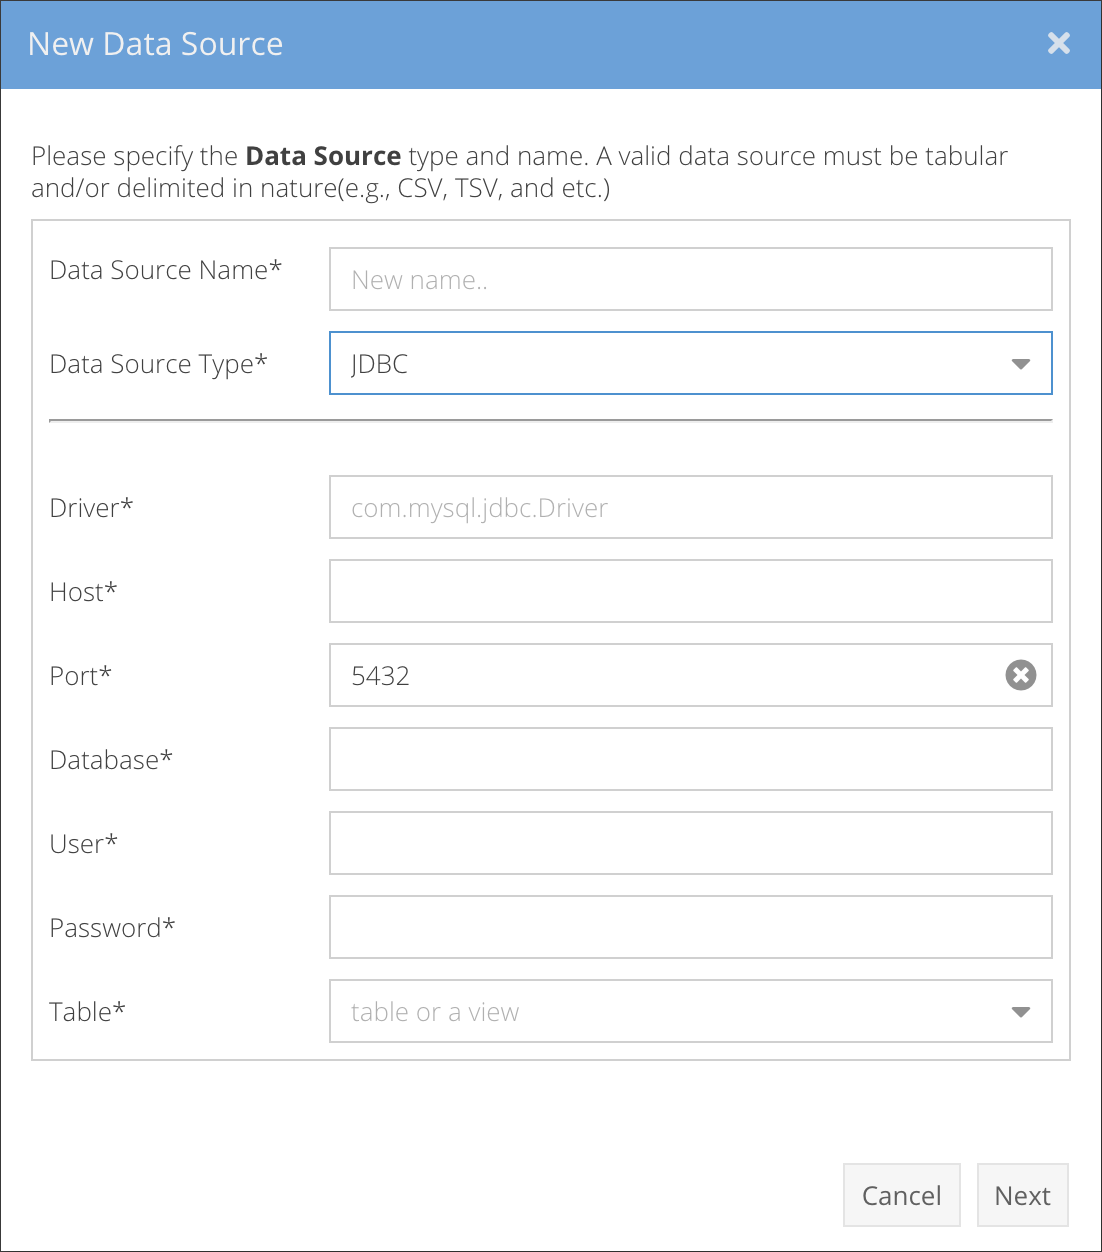 New Data Source
Please specify the Data Source type and name. A valid data source must be tabular
and/or delimited in nature(e.g., CSV, TSV, and etc.)
Data Source Name*
New name..
Data Source Type*
JDBC
Driver*
com.mysql.jdbc.Driver
Host*
Port*
5432
Database*
User*
Password*
Table*
table or a view
Cancel
Next